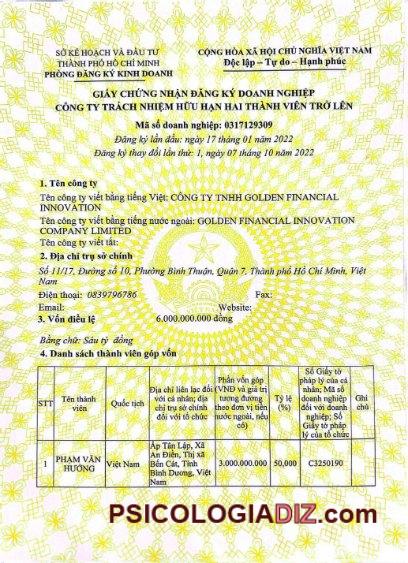 SỞ KẾ HOẠCH VÀ ĐẦU TƯ
THÀNH PHỐ HỒ CHÍ MINH
PHÒNG ĐĂNG KÝ KINH DOANH
CỘNG HÒA XÃ HỘI CHỦ NGHĨA VIỆT NAM
Độc lập – Tự do – Hạnh phúc
GIẤY CHỨNG NHẬN ĐĂNG KÝ DOANH NGHIỆP
CÔNG TY TRÁCH NHIỆM HỮU HẠN HAI THÀNH VIÊN TRỞ LÊN
Mã số doanh nghiệp: 0317129309
Đăng ký lần đầu: ngày 17 tháng 01 năm 2022
Đăng ký thay đổi lần thứ: 1, ngày 07 tháng 10 năm 2022
1. Tên công ty
Tên công ty viết bằng tiếng Việt: CÔNG TY TNHH GOLDEN FINANCIAL
INNOVATION
Tên công ty viết bằng tiếng nước ngoài: GOLDEN FINANCIAL INNOVATION
COMPANY LIMITED
Tên công ty viết tắt:
2. Địa chỉ trụ sở chính
Số 11/17, Đường số 10, Phường Bình Thuận, Quận 7, Thành phố Hồ Chí Minh, Việt
Nam
Điện thoại: 0839796786 Fax:
Email: Website:
3. Vốn điều lệ 6.000.000.000 đồng
Bằng chữ: Sáu tỷ đồng
4. Danh sách thành viên góp vốn
STT
Tên thành
viên
Quốc tịch
Địa chỉ liên lạc đối
với cá nhân; địa
chỉ trụ sở chính
đối với tổ chức
Phần vốn góp
(VNĐ và giá trị
tương đương
theo đơn vị tiền
nước ngoài, nếu
có)
Tỷ lệ
(%)
Số Giấy tờ
pháp lý của cá
nhân; Mã số
doanh nghiệp
đối với doanh
nghiệp; Số
Giấy tờ pháp
lý của tổ chức
Ghi
chú
1
PHẠM VĂN
HƯỚNG
Việt Nam
Ấp Tân Lập, Xã
An Điền, Thị xã
Bến Cát, Tỉnh
Bình Dương, Việt
Nam
3.000.000.000
50,000
C3250190
PSICOLOGIADIZ.com